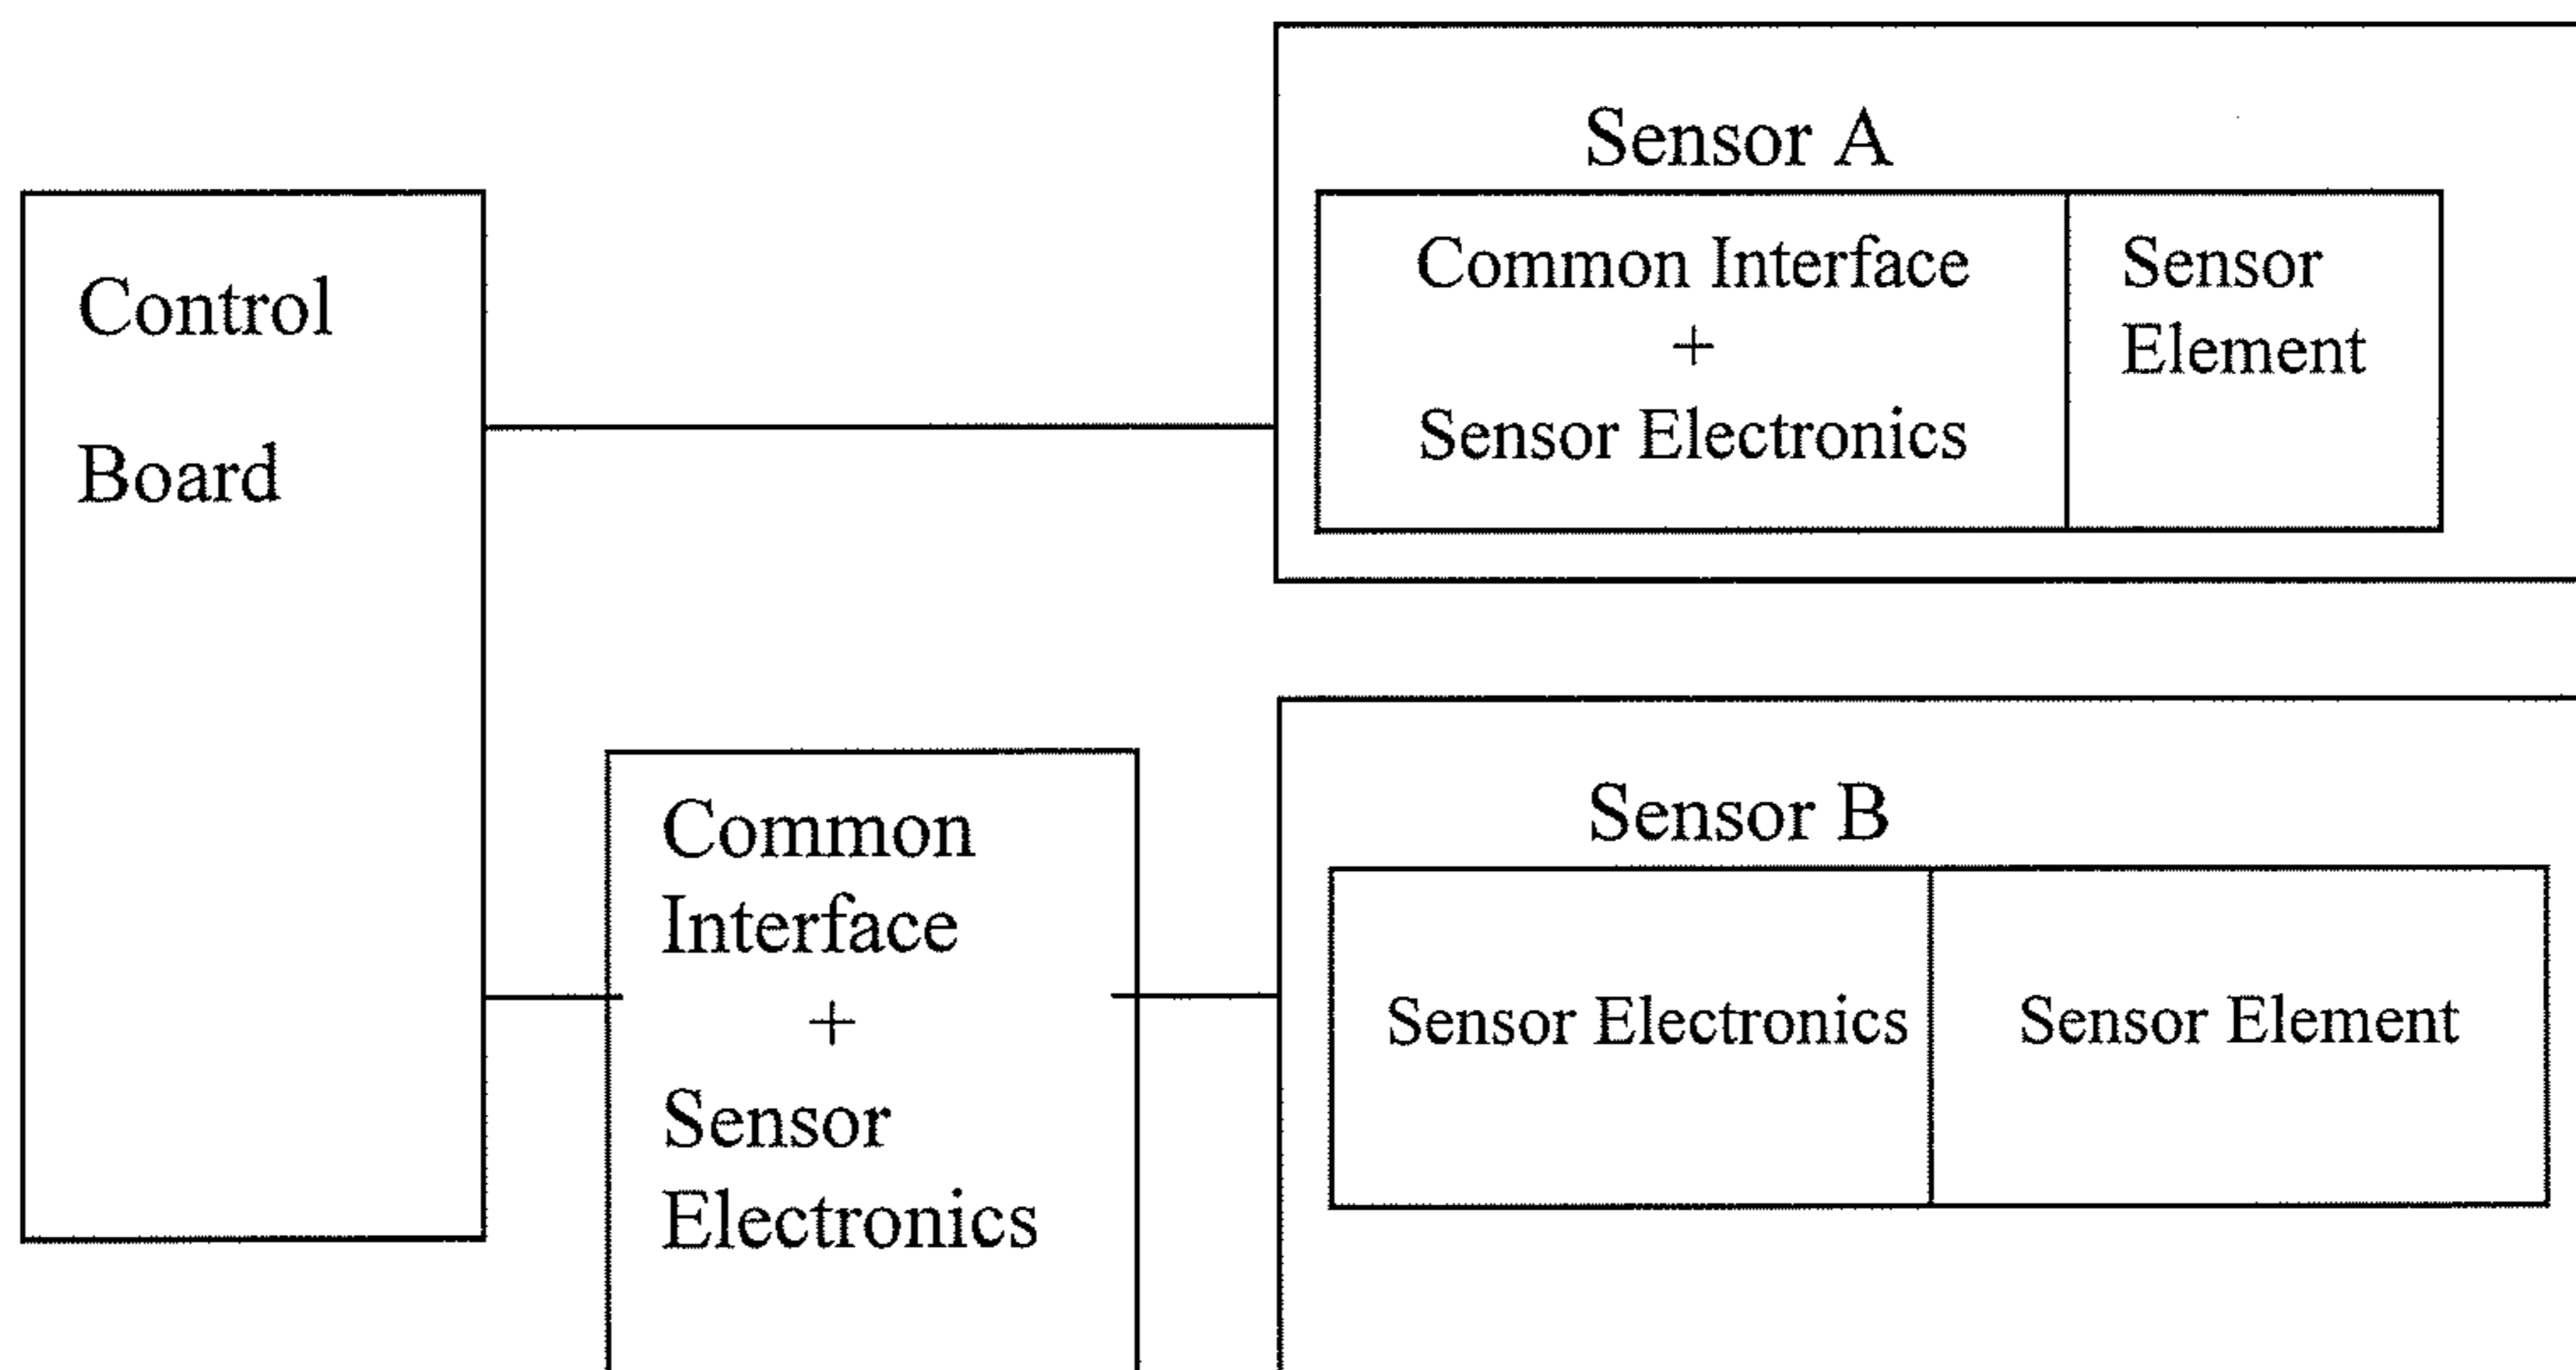 Control
Board
Sensor A
Common Interface
+
Sensor Electronics
Sensor
Element
Common
Interface
+
Sensor
Electronics
Sensor B
Sensor Electronics
Sensor Element